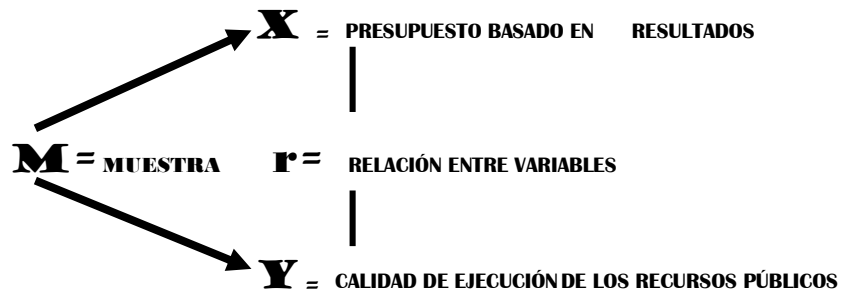 X = PRESUPUESTO BASADO EN RESULTADOS
M = MUESTRA r = RELACIÓN ENTRE VARIABLES
Y = CALIDAD DE EJECUCIÓN DE LOS RECURSOS PÚBLICOS